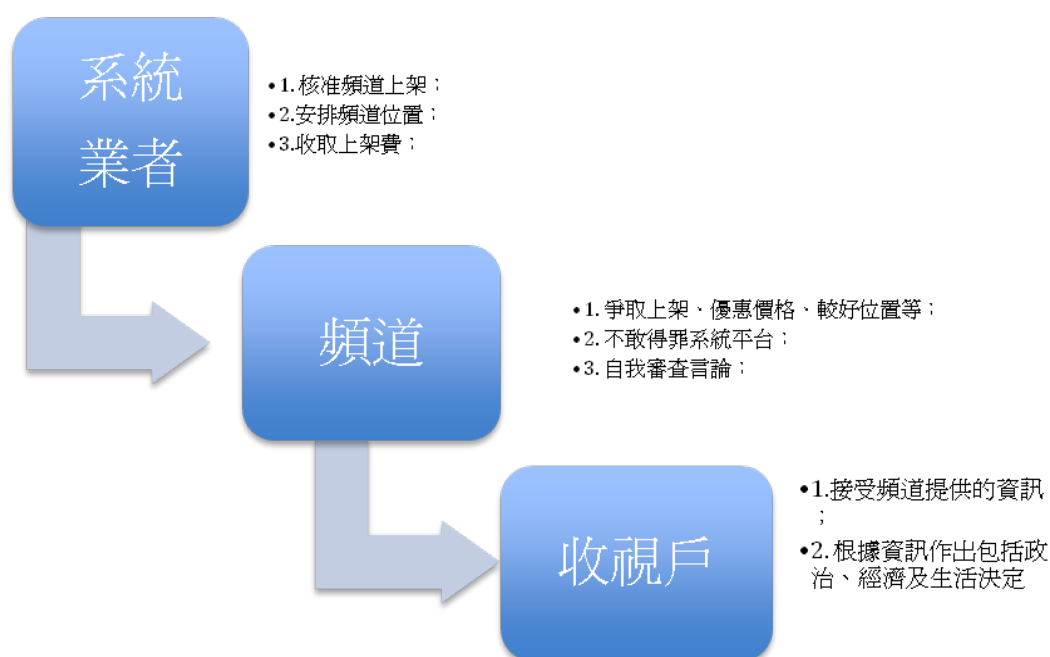 系統
業者
•1.核准頻道上架；
•2.安排頻道位置；
•3.收取上架費；
頻道
•1.爭取上架、優惠價格、較好位置等；
•2.不敢得罪系統平台；
•3.自我審查言論；
收視戶
•1.接受頻道提供的資訊
；
•2.根據資訊作出包括政
治、經濟及生活決定